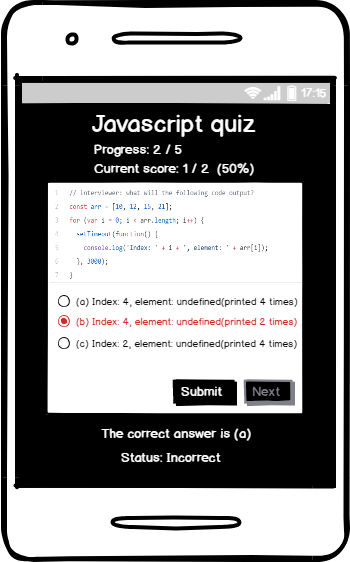 17:15
Javascript quiz
Progress: 2 / 5
Current score: 1 / 2 (50%)
1 // interviewer: what will the following code output?
2 const arr = [10, 12, 15, 21];
3 for (var i = 0; i < arr.length; i++) {
4 setTimeout(function() {
5 console.log('Index: ' + i + ', element: ' + arr[i]);
6 }, 3000);
7 }
(a) Index: 4, element: undefined(printed 4 times)
(b) Index: 4, element: undefined(printed 2 times)
(c) Index: 2, element: undefined(printed 4 times)
Submit Next
The correct answer is (a)
Status: Incorrect